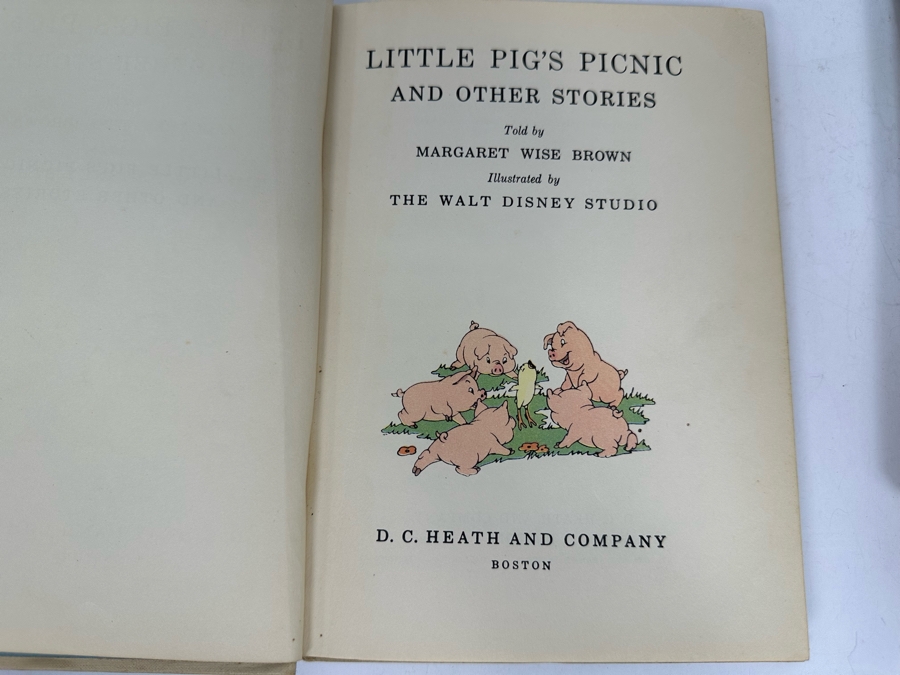 LITTLE PIG'S PICNIC
AND OTHER STORIES
Told by
MARGARET WISE BROWN
Illustrated by
THE WALT DISNEY STUDIO
D. C. HEATH AND COMPANY
BOSTON